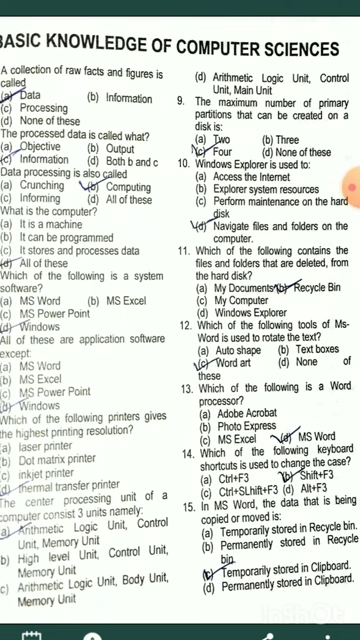 BASIC KNOWLEDGE OF COMPUTER SCIENCES
A collection of raw facts and figures is
called
(a) Data (b) Information
(c) Processing
(d) None of these
The processed data is called what?
(a) Objective (b) Output
(c) Information (d) Both b and c
Data processing is also called
(a) Crunching (b) Computing
(c) Informing (d) All of these
What is the computer?
(a) It is a machine
(b) It can be programmed
(c) It stores and processes data
(d) All of these
Which of the following is a system
software?
(a) MS Word (b) MS Excel
(c) MS Power Point
(d) Windows
All of these are application software
except:
(a) MS Word
(b) MS Excel
(c) MS Power Point
(d) Windows
Which of the following printers gives
the highest printing resolution?
(a) laser printer
(b) Dot matrix printer
(c) inkjet printer
(d) thermal transfer printer
The center processing unit of a
computer consist 3 units namely:
a) Arithmetic Logic Unit, Control
Unit, Memory Unit
b) High level Unit, Control Unit,
Memory Unit
c) Arithmetic Logic Unit, Body Unit,
Memory Unit
(d) Arithmetic Logic Unit, Control
Unit, Main Unit
9. The maximum number of primary
partitions that can be created on a
disk is:
(a) Two (b) Three
(c) Four (d) None of these
10. Windows Explorer is used to:
(a) Access the Internet
(b) Explorer system resources
(c) Perform maintenance on the hard
disk
(d) Navigate files and folders on the
computer.
11. Which of the following contains the
files and folders that are deleted, from
the hard disk?
(a) My Documents (b) Recycle Bin
(c) My Computer
(d) Windows Explorer
12. Which of the following tools of Ms-
Word is used to rotate the text?
(a) Auto shape (b) Text boxes
(c) Word art (d) None of
these
13. Which of the following is a Word
processor?
(a) Adobe Acrobat
(b) Photo Express
(c) MS Excel (d) MS Word
14. Which of the following keyboard
shortcuts is used to change the case?
(a) Ctrl+F3 (b) Shift+F3
(c) Ctrl+SLhift+F3 (d) Alt+F3
15. In MS Word, the data that is being
copied or moved is:
(a) Temporarily stored in Recycle bin.
(b) Permanently stored in Recycle
bin
(c) Temporarily stored in Clipboard.
(d) Permanently stored in Clipboard.